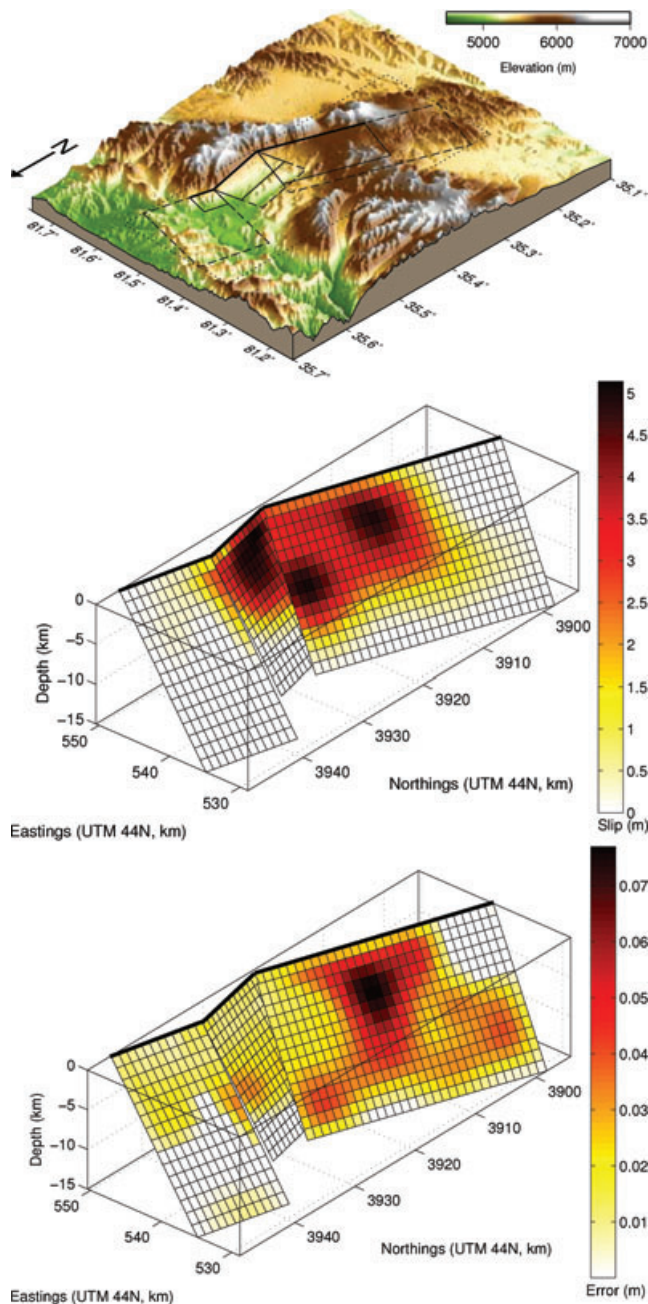 5000 6000 7000
Elevation (m)
N
81.7° 81.6° 81.5° 81.4° 81.3° 81.2°
35.1° 35.2° 35.3° 35.4° 35.5° 35.6° 35.7°
5
4.5
4
3.5
3
2.5
2
1.5
1
0.5
0
Slip (m)
0
−5
−10
−15
Depth (km)
550 540 530
Eastings (UTM 44N, km)
3940 3930 3920 3910 3900
Northings (UTM 44N, km)
0.07
0.06
0.05
0.04
0.03
0.02
0.01
Error (m)
0
−5
−10
−15
Depth (km)
550 540 530
Eastings (UTM 44N, km)
3940 3930 3920 3910 3900
Northings (UTM 44N, km)